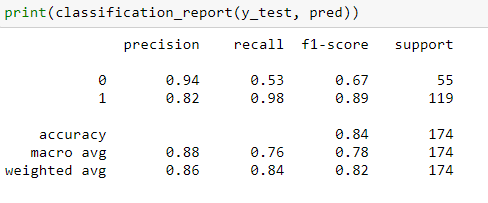 print(classification_report(y_test, pred))
precision recall f1-score support
0 0.94 0.53 0.67 55
1 0.82 0.98 0.89 119
accuracy 0.84 174
macro avg 0.88 0.76 0.78 174
weighted avg 0.86 0.84 0.82 174